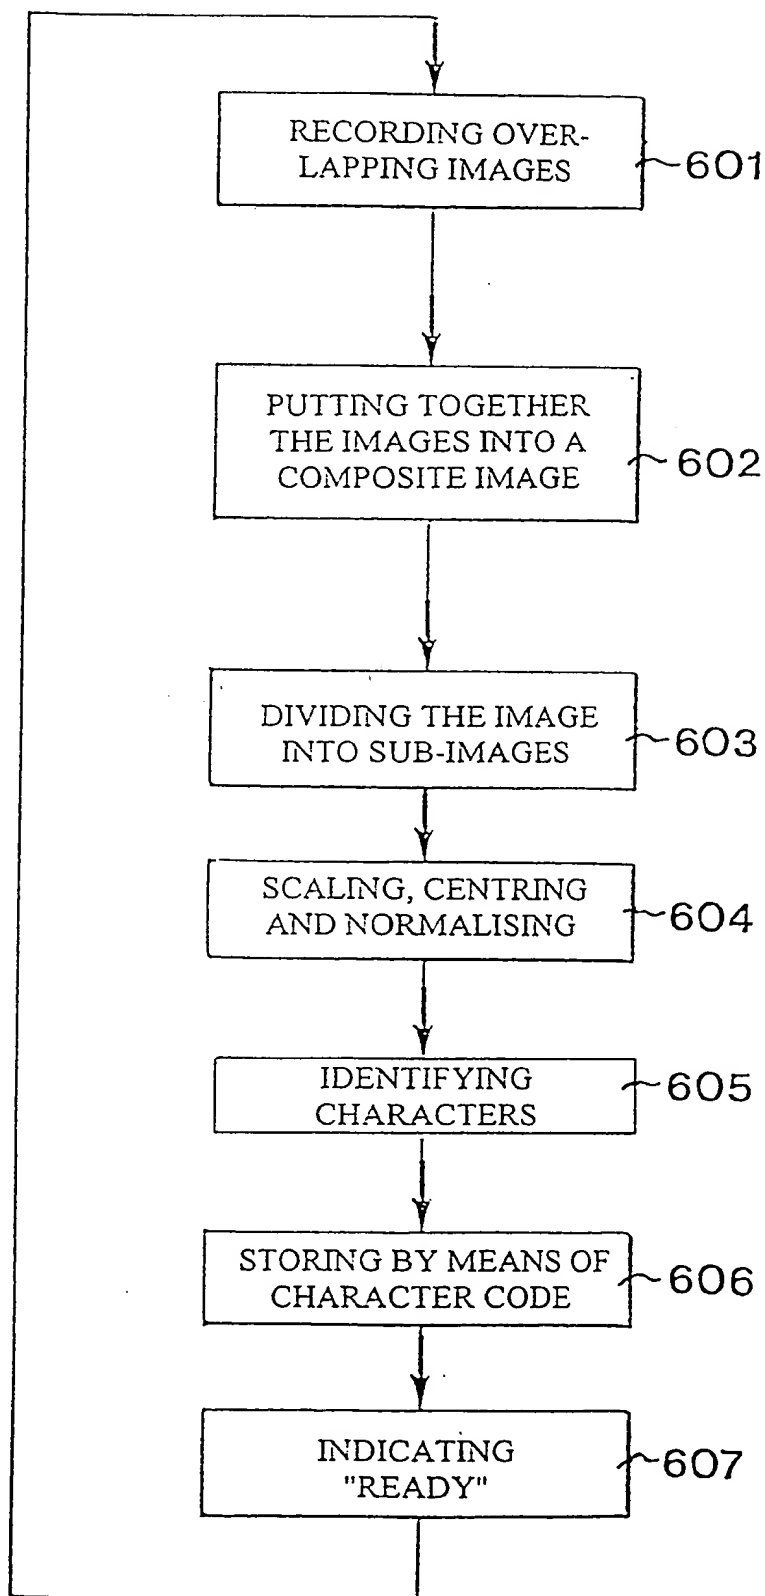 RECORDING OVER-
LAPPING IMAGES
601
PUTTING TOGETHER
THE IMAGES INTO A
COMPOSITE IMAGE
602
DIVIDING THE IMAGE
INTO SUB-IMAGES
603
SCALING, CENTRING
AND NORMALISING
604
IDENTIFYING
CHARACTERS
605
STORING BY MEANS OF
CHARACTER CODE
606
INDICATING
"READY"
607